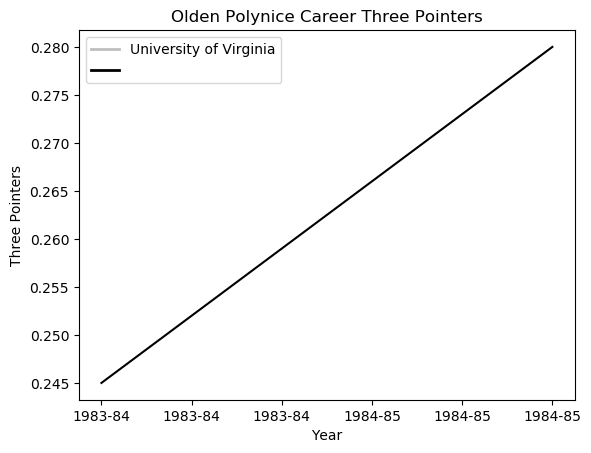 Olden Polynice Career Three Pointers
University of Virginia
Three Pointers
0.280
0.275
0.270
0.265
0.260
0.255
0.250
0.245
1983-84 1983-84 1983-84 1984-85 1984-85 1984-85
Year